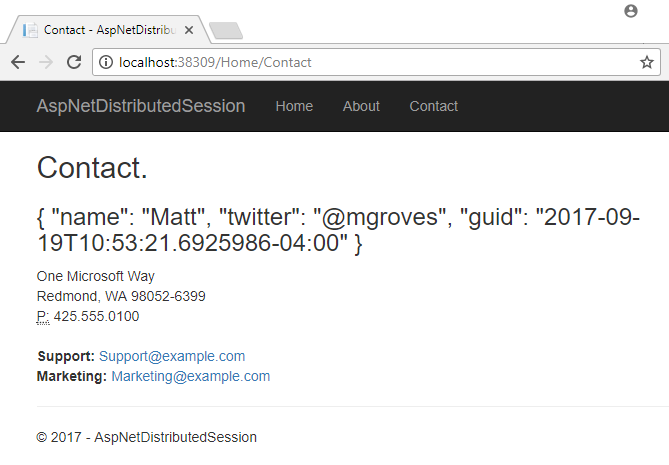 Contact - AspNetDistribu
localhost:38309/Home/Contact
AspNetDistributedSession Home About Contact
Contact.
{ "name": "Matt", "twitter": "@mgroves", "guid": "2017-09-
19T10:53:21.6925986-04:00" }
One Microsoft Way
Redmond, WA 98052-6399
P: 425.555.0100
Support: Support@example.com
Marketing: Marketing@example.com
© 2017 - AspNetDistributedSession